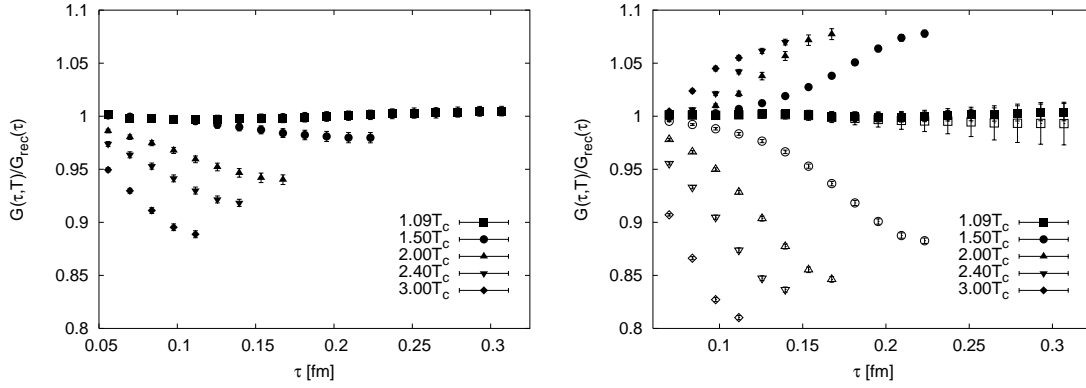 1.1
1.05
1
0.95
0.9
0.85
0.8
G(τ,T)/G_rec(τ)
1.09T_c
1.50T_c
2.00T_c
2.40T_c
3.00T_c
0.05 0.1 0.15 0.2 0.25 0.3
τ [fm]
1.1
1.05
1
0.95
0.9
0.85
0.8
G(τ,T)/G_rec(τ)
1.09T_c
1.50T_c
2.00T_c
2.40T_c
3.00T_c
0.1 0.15 0.2 0.25 0.3
τ [fm]